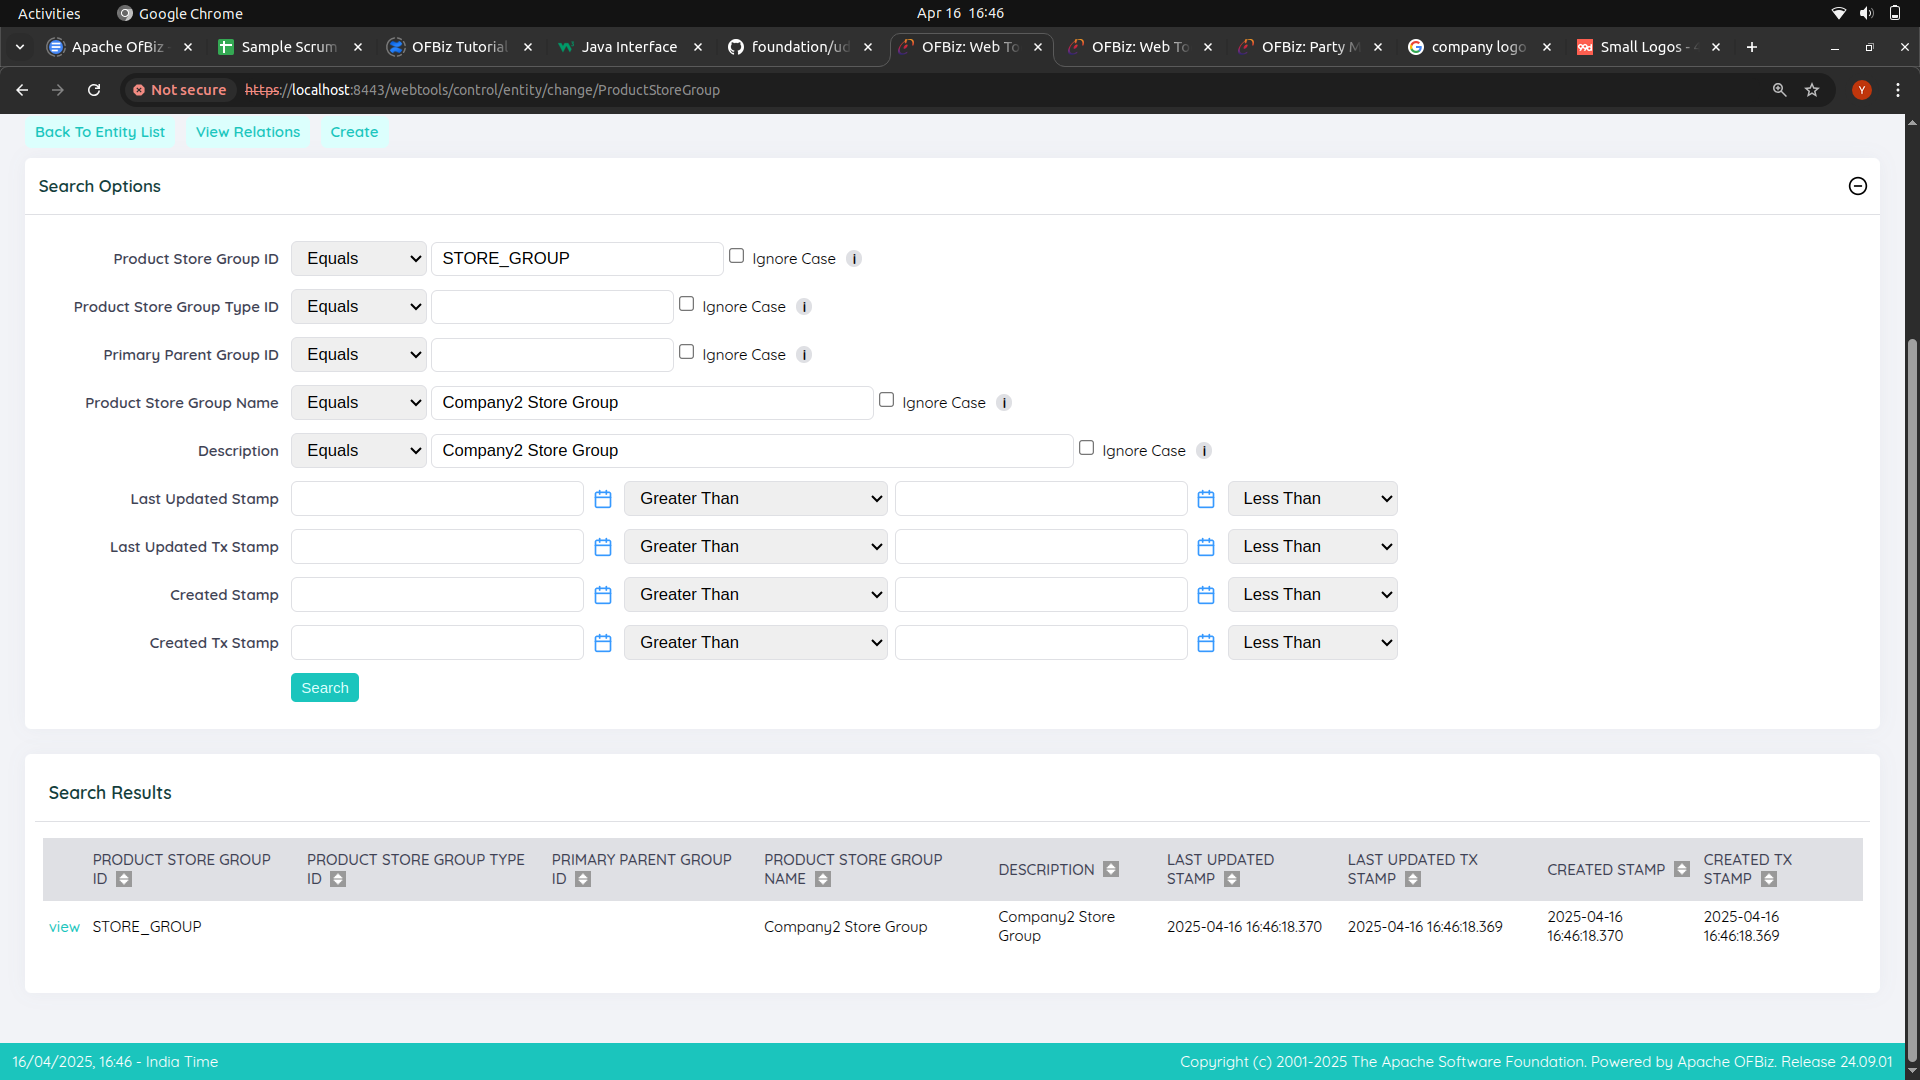 Activities Google Chrome Apr 16 16:46
Apache OFBiz - Sample Scrum OFBiz Tutorial Java Interface foundation/ud OFBiz: Web To OFBiz: Web To OFBiz: Party M company logo Small Logos - 4
Not secure https://localhost:8443/webtools/control/entity/change/ProductStoreGroup Y
Back To Entity List View Relations Create
Search Options
Product Store Group ID Equals STORE_GROUP Ignore Case i
Product Store Group Type ID Equals Ignore Case i
Primary Parent Group ID Equals Ignore Case i
Product Store Group Name Equals Company2 Store Group Ignore Case i
Description Equals Company2 Store Group Ignore Case i
Last Updated Stamp Greater Than Less Than
Last Updated Tx Stamp Greater Than Less Than
Created Stamp Greater Than Less Than
Created Tx Stamp Greater Than Less Than
Search
Search Results
PRODUCT STORE GROUP ID PRODUCT STORE GROUP TYPE ID PRIMARY PARENT GROUP ID PRODUCT STORE GROUP NAME DESCRIPTION LAST UPDATED STAMP LAST UPDATED TX STAMP CREATED STAMP CREATED TX STAMP
view STORE_GROUP Company2 Store Group Company2 Store Group 2025-04-16 16:46:18.370 2025-04-16 16:46:18.369 2025-04-16 16:46:18.370 2025-04-16 16:46:18.369
16/04/2025, 16:46 - India Time Copyright (c) 2001-2025 The Apache Software Foundation. Powered by Apache OFBiz. Release 24.09.01